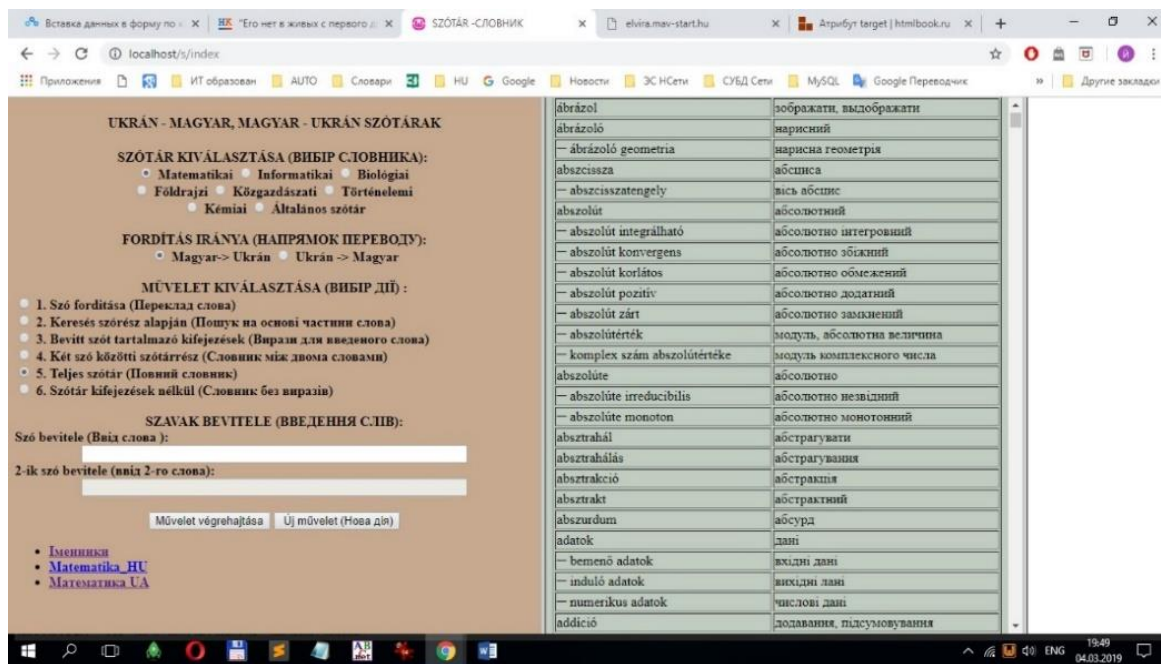 Вставка данных в форму по
"Его нет в живых с первого д
SZÓTÁR -СЛОВНИК
elvira.mav-start.hu
Атрибут target | htmlbook.ru
localhost/s/index
Приложения ИТ образован AUTO Словари HU Google Новости ЭС НСети СУБД Сети MySQL Google Переводчик » Другие закладки
UKRÁN - MAGYAR, MAGYAR - UKRÁN SZÓTÁRAK
SZÓTÁR KIVÁLASZTÁSA (ВИБІР СЛОВНИКА):
Matematikai Informatikai Biológiai
Földrajzi Közgazdászati Történelemi
Kémiai Általános szótár
FORDÍTÁS IRÁNYA (НАПРЯМОК ПЕРЕВОДУ):
Magyar-> Ukrán Ukrán -> Magyar
MŰVELET KIVÁLASZTÁSA (ВИБІР ДІЇ) :
1. Szó fordítása (Переклад слова)
2. Keresés szórész alapján (Пошук на основі частини слова)
3. Bevitt szót tartalmazó kifejezések (Вирази для введеного слова)
4. Két szó közötti szótárrész (Словник між двома словами)
5. Teljes szótár (Повний словник)
6. Szótár kifejezések nélkül (Словник без виразів)
SZAVAK BEVITELE (ВВЕДЕННЯ СЛІВ):
Szó bevitele (Ввід слова ):
2-ik szó bevitele (ввід 2-го слова):
Művelet végrehajtása Új művelet (Нова дія)
Іменники
Matematika_HU
Математика UA
ábrázol зображати, выдображати
ábrázoló нарисний
— ábrázoló geometria нарисна геометрія
abszcissza абсциса
— abszcisszatengely вісь абсцис
abszolút абсолютний
— abszolút integrálható абсолютно інтегровний
— abszolút konvergens абсолютно збіжний
— abszolút korlátos абсолютно обмежений
— abszolút pozitív абсолютно додатний
— abszolút zárt абсолютно замкнений
— abszolútérték модуль, абсолютна величина
— komplex szám abszolútértéke модуль комплексного числа
abszolúte абсолютно
— abszolúte irreducibilis абсолютно незвідний
— abszolúte monoton абсолютно монотонний
absztrahál абстрагувати
absztrahálás абстрагування
absztrakció абстракція
absztrakt абстрактний
abszurdum абсурд
adatok дані
— bemenő adatok вхідні дані
— induló adatok вихідні лані
— numerikus adatok числові дані
addíció додавання, підсумовування
ENG
19:49
04.03.2019